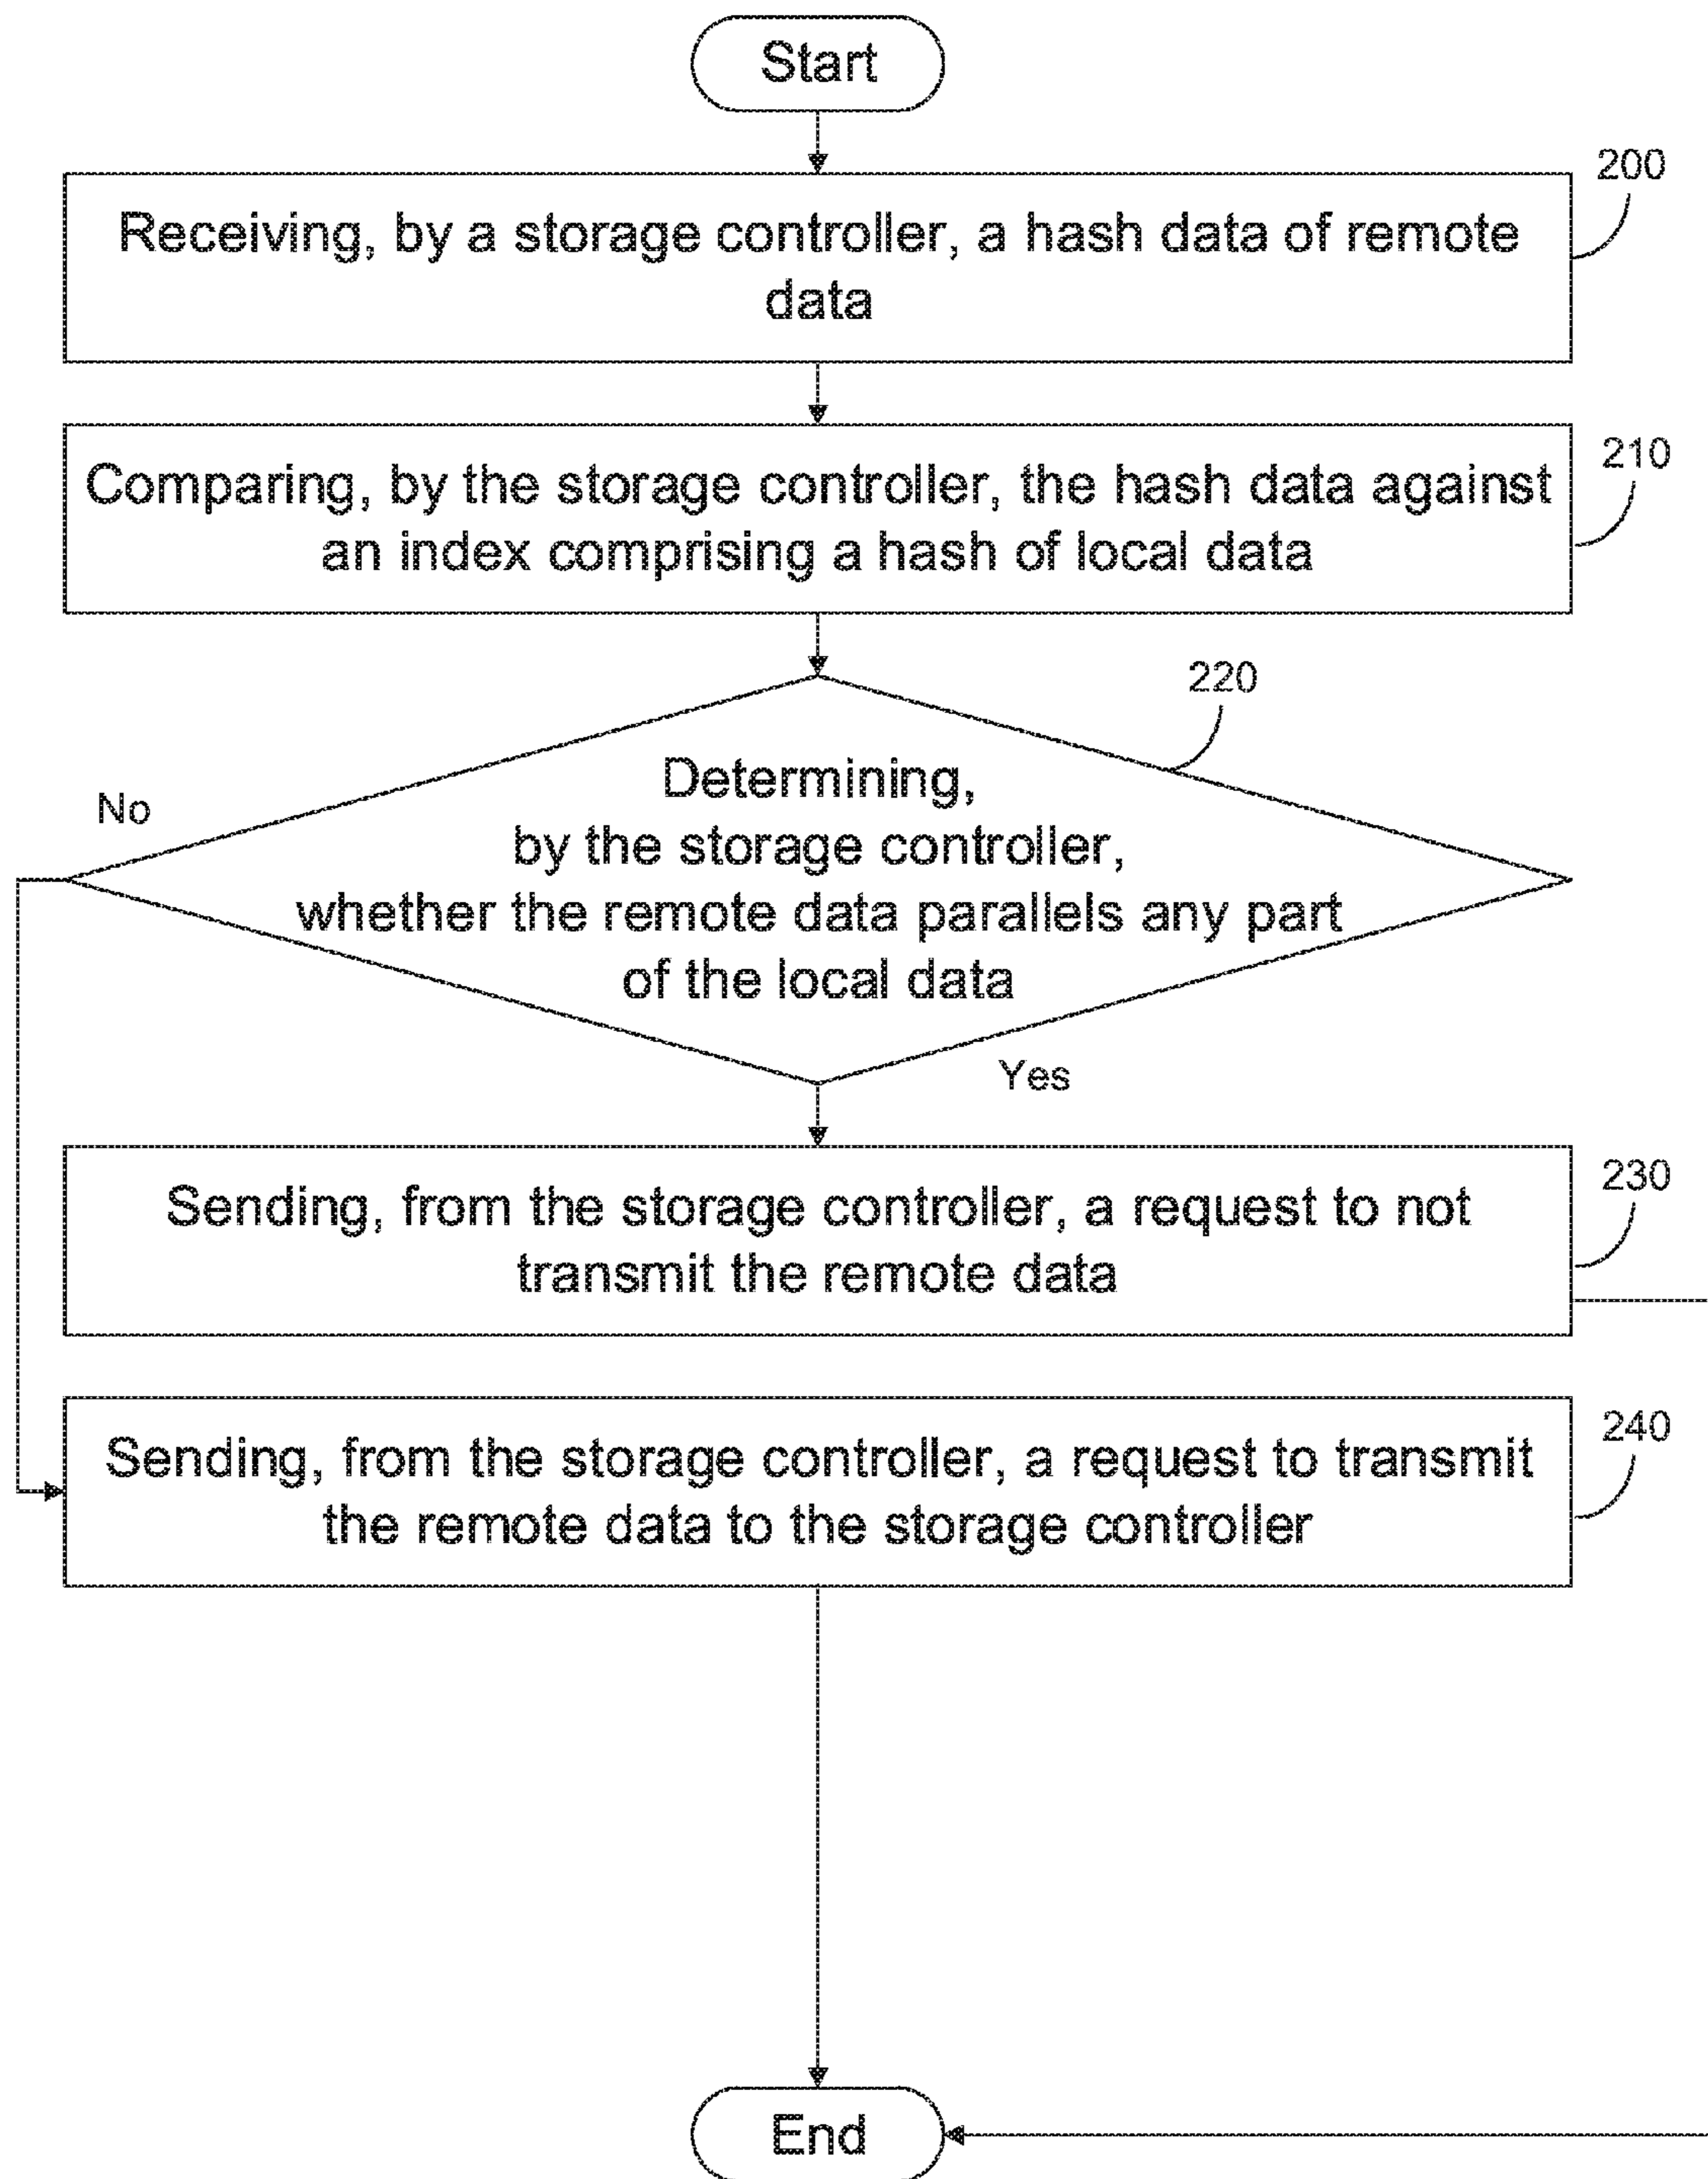 Start
200
Receiving, by a storage controller, a hash data of remote
data
210
Comparing, by the storage controller, the hash data against
an index comprising a hash of local data
220
No
Determining,
by the storage controller,
whether the remote data parallels any part
of the local data
Yes
230
Sending, from the storage controller, a request to not
transmit the remote data
240
Sending, from the storage controller, a request to transmit
the remote data to the storage controller
End